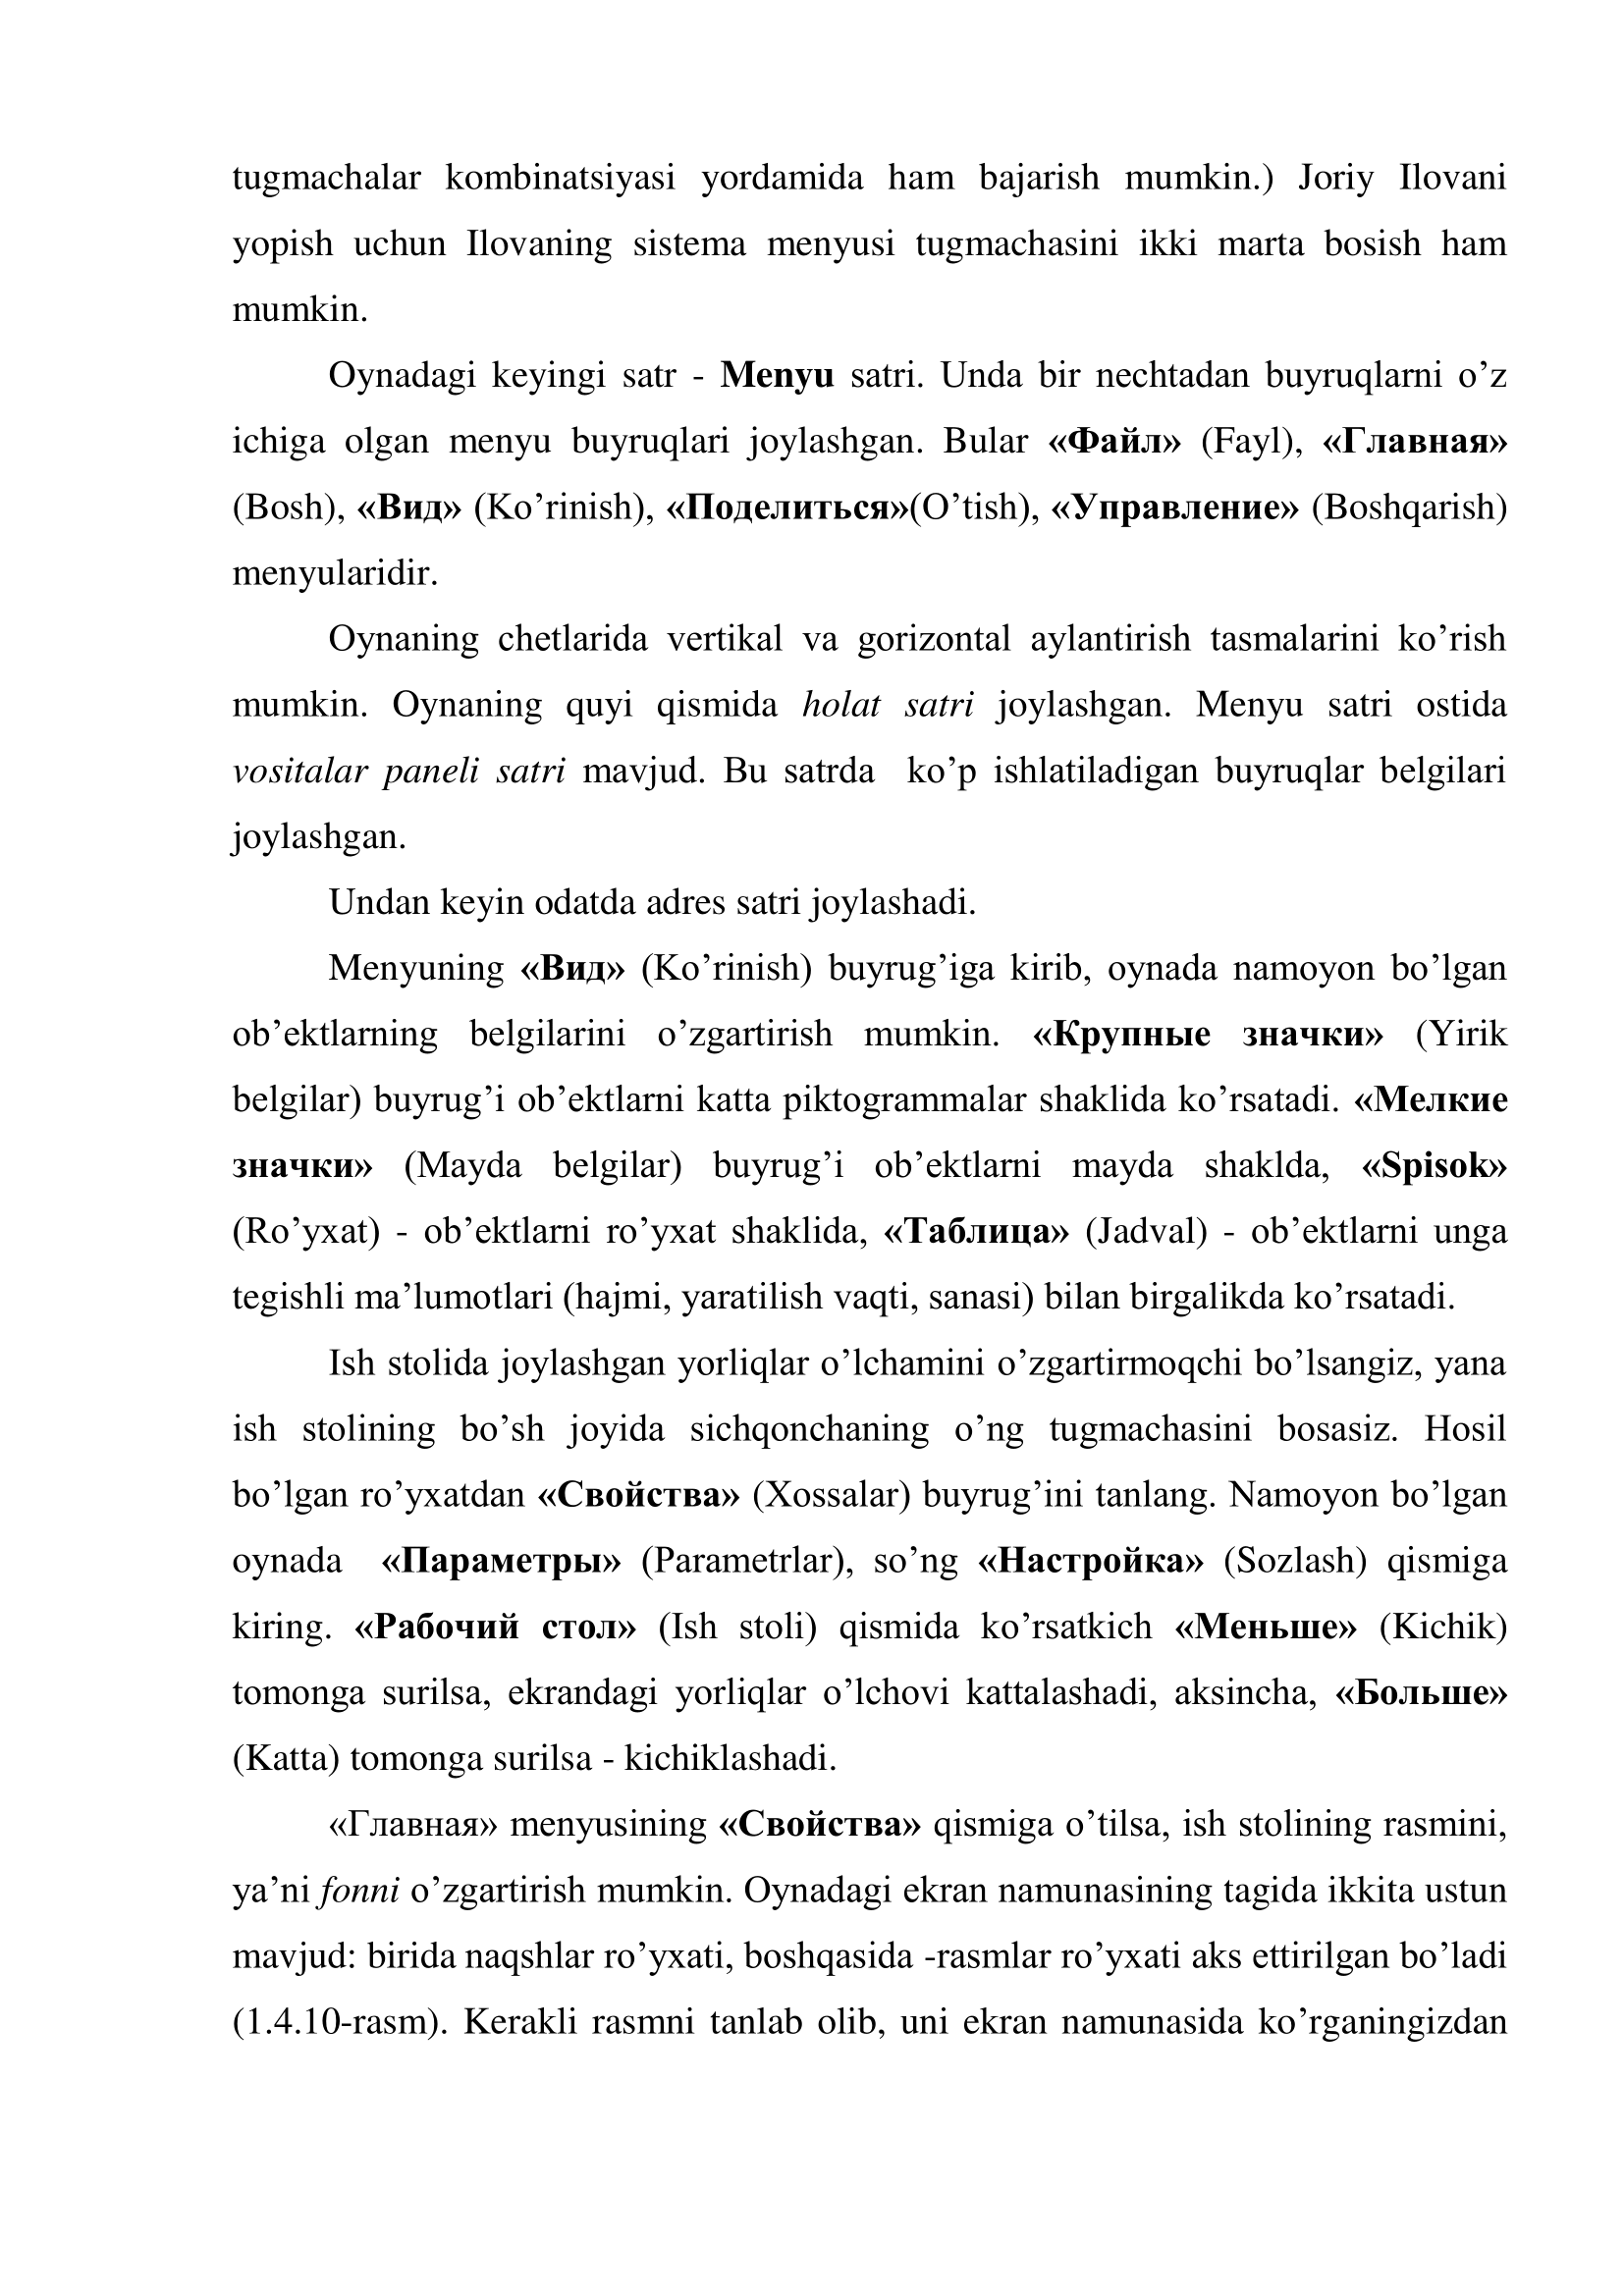 tugmachalar kombinatsiyasi yordamida ham bajarish mumkin.) Joriy Ilovani
yopish uchun Ilovaning sistema menyusi tugmachasini ikki marta bosish ham
mumkin.
Oynadagi keyingi satr - Menyu satri. Unda bir nechtadan buyruqlarni o’z
ichiga olgan menyu buyruqlari joylashgan. Bular «Файл» (Fayl), «Главная»
(Bosh), «Вид» (Ko’rinish), «Поделиться»(O’tish), «Управление» (Boshqarish)
menyularidir.
Oynaning chetlarida vertikal va gorizontal aylantirish tasmalarini ko’rish
mumkin. Oynaning quyi qismida holat satri joylashgan. Menyu satri ostida
vositalar paneli satri mavjud. Bu satrda ko’p ishlatiladigan buyruqlar belgilari
joylashgan.
Undan keyin odatda adres satri joylashadi.
Menyuning «Вид» (Ko’rinish) buyrug’iga kirib, oynada namoyon bo’lgan
ob’ektlarning belgilarini o’zgartirish mumkin. «Крупные значки» (Yirik
belgilar) buyrug’i ob’ektlarni katta piktogrammalar shaklida ko’rsatadi. «Мелкие
значки» (Mayda belgilar) buyrug’i ob’ektlarni mayda shaklda, «Spisok»
(Ro’yxat) - ob’ektlarni ro’yxat shaklida, «Таблица» (Jadval) - ob’ektlarni unga
tegishli ma’lumotlari (hajmi, yaratilish vaqti, sanasi) bilan birgalikda ko’rsatadi.
Ish stolida joylashgan yorliqlar o’lchamini o’zgartirmoqchi bo’lsangiz, yana
ish stolining bo’sh joyida sichqonchaning o’ng tugmachasini bosasiz. Hosil
bo’lgan ro’yxatdan «Свойства» (Xossalar) buyrug’ini tanlang. Namoyon bo’lgan
oynada «Параметры» (Parametrlar), so’ng «Настройка» (Sozlash) qismiga
kiring. «Рабочий стол» (Ish stoli) qismida ko’rsatkich «Меньше» (Kichik)
tomonga surilsa, ekrandagi yorliqlar o’lchovi kattalashadi, aksincha, «Больше»
(Katta) tomonga surilsa - kichiklashadi.
«Главная» menyusining «Свойства» qismiga o’tilsa, ish stolining rasmini,
ya’ni fonni o’zgartirish mumkin. Oynadagi ekran namunasining tagida ikkita ustun
mavjud: birida naqshlar ro’yxati, boshqasida -rasmlar ro’yxati aks ettirilgan bo’ladi
(1.4.10-rasm). Kerakli rasmni tanlab olib, uni ekran namunasida ko’rganingizdan